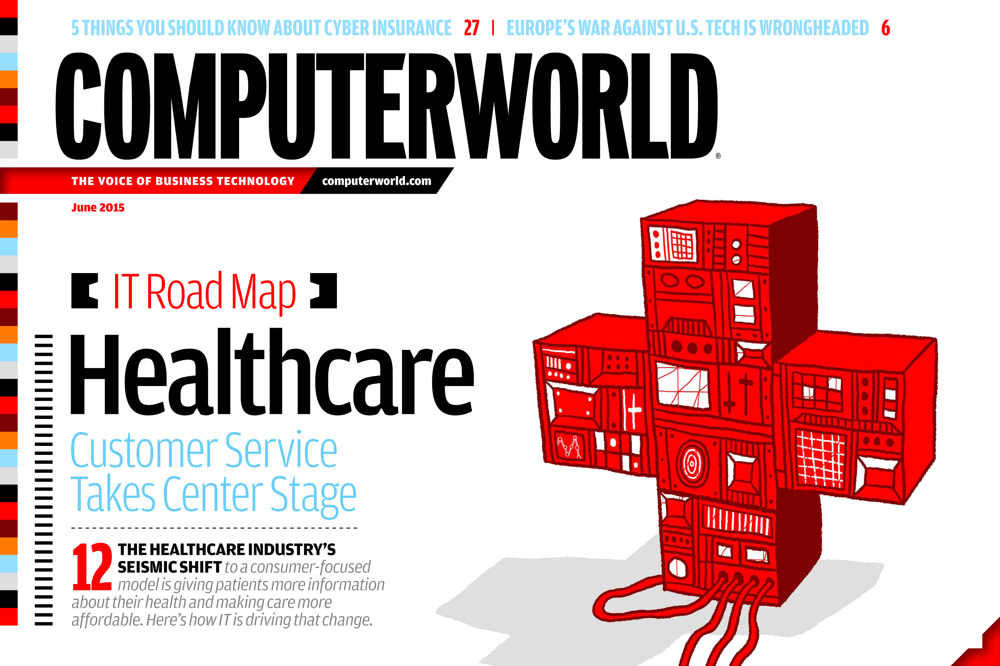 5 THINGS YOU SHOULD KNOW ABOUT CYBER INSURANCE 27 | EUROPE’S WAR AGAINST U.S. TECH IS WRONGHEADED 6
COMPUTERWORLD®
THE VOICE OF BUSINESS TECHNOLOGY computerworld.com
June 2015
IT Road Map
Healthcare
Customer Service
Takes Center Stage
12 THE HEALTHCARE INDUSTRY’S
SEISMIC SHIFT to a consumer-focused
model is giving patients more information
about their health and making care more
affordable. Here’s how IT is driving that change.